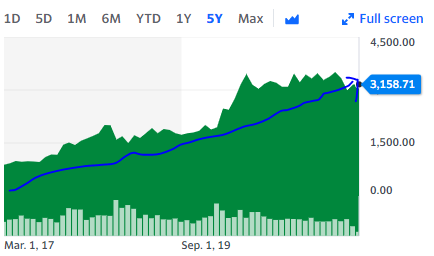 1D 5D 1M 6M YTD 1Y 5Y Max Full screen
4,500.00
3,158.71
1,500.00
0.00
Mar. 1, 17 Sep. 1, 19